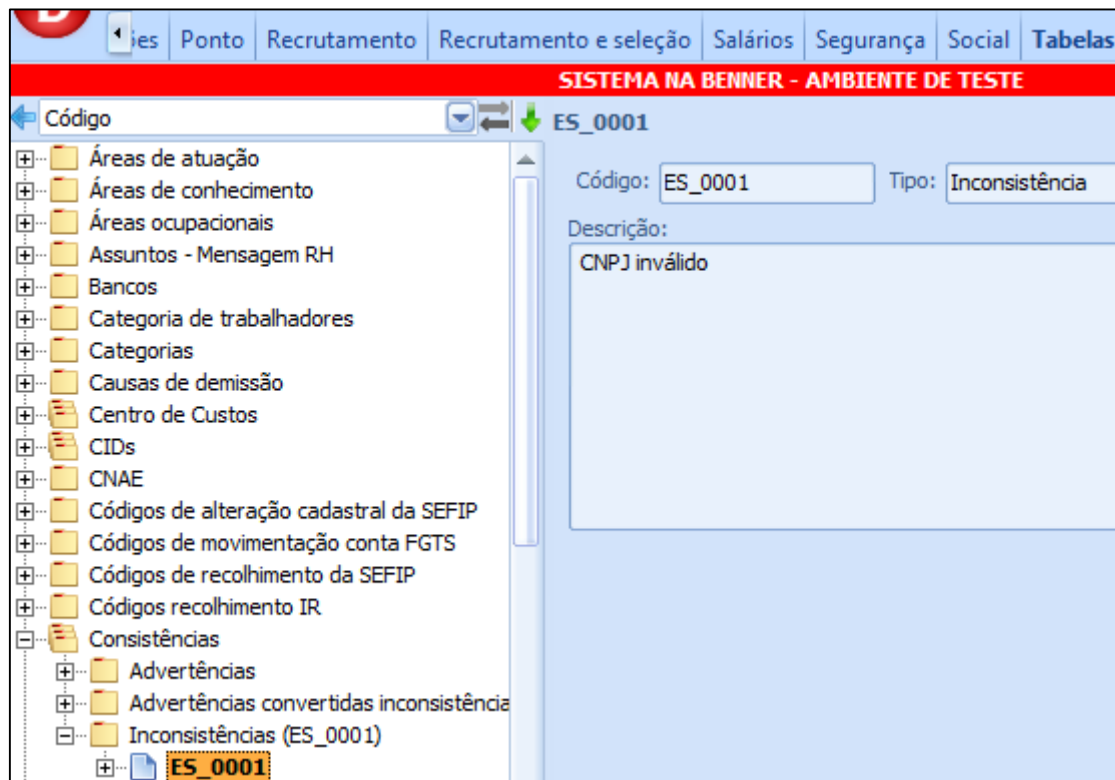 ões Ponto Recrutamento Recrutamento e seleção Salários Segurança Social Tabelas
SISTEMA NA BENNER - AMBIENTE DE TESTE
Código
ES_0001
Código: ES_0001 Tipo: Inconsistência
Descrição:
CNPJ inválido
Áreas de atuação
Áreas de conhecimento
Áreas ocupacionais
Assuntos - Mensagem RH
Bancos
Categoria de trabalhadores
Categorias
Causas de demissão
Centro de Custos
CIDs
CNAE
Códigos de alteração cadastral da SEFIP
Códigos de movimentação conta FGTS
Códigos de recolhimento da SEFIP
Códigos recolhimento IR
Consistências
Advertências
Advertências convertidas inconsistência
Inconsistências (ES_0001)
ES_0001